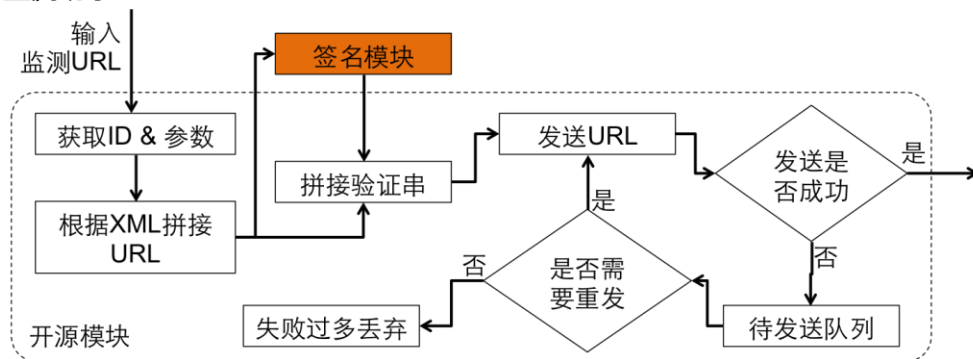 输入
监测URL
签名模块
获取ID & 参数
发送URL
发送是
否成功
是
拼接验证串
根据XML拼接
URL
是
否
是否需
要重发
否
失败过多丢弃
待发送队列
开源模块